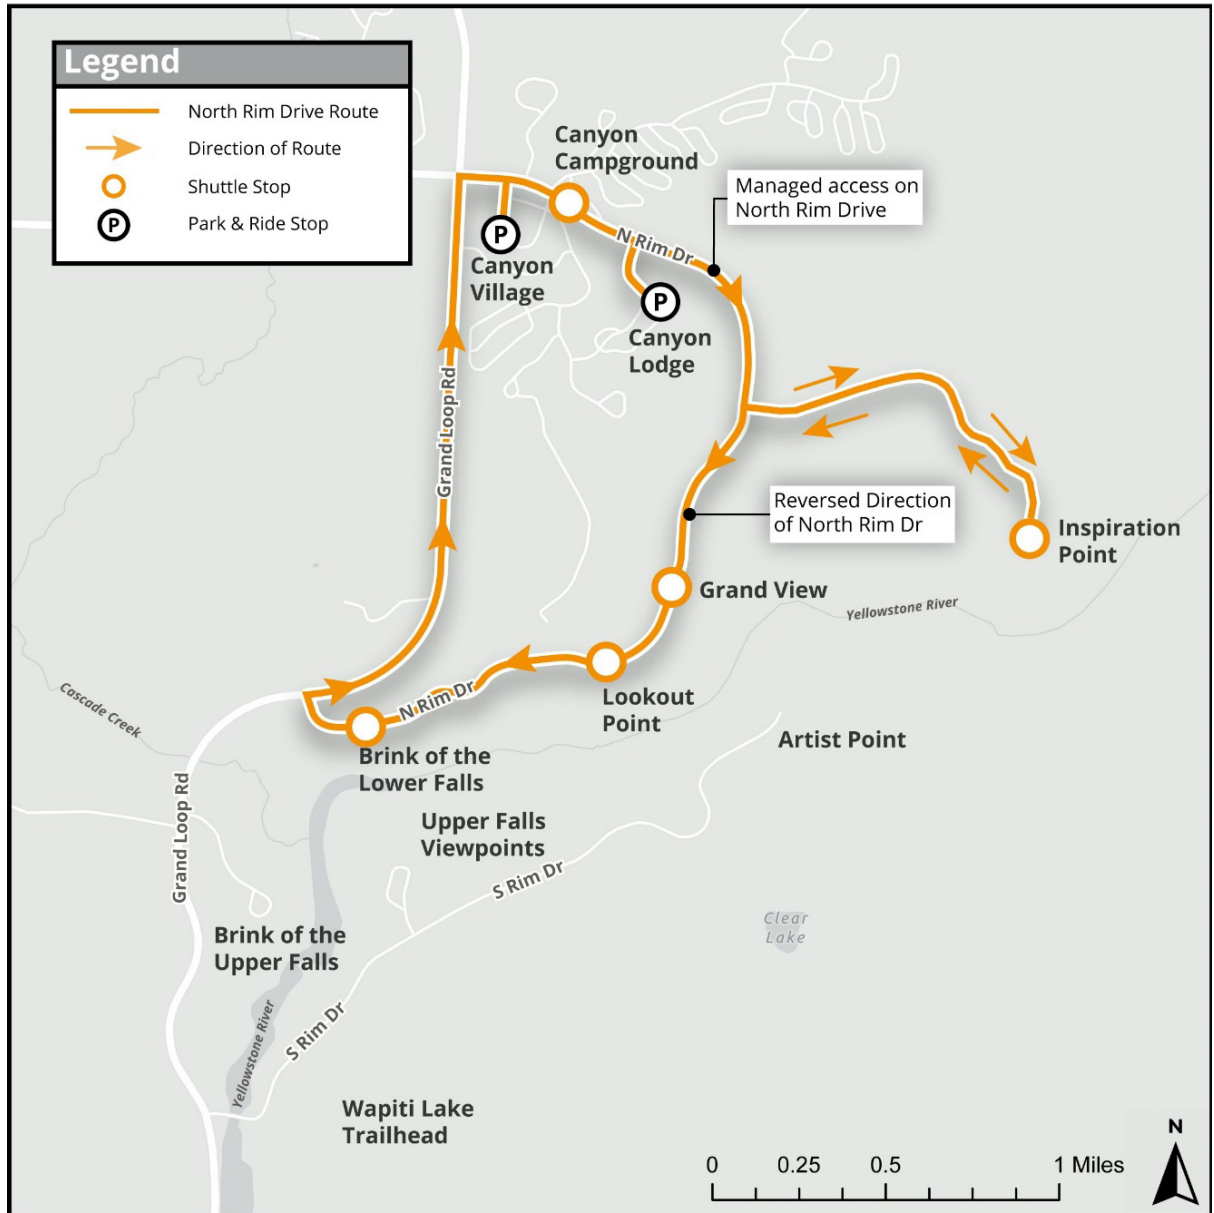 Legend
North Rim Drive Route
Direction of Route
Shuttle Stop
P
Park & Ride Stop
Canyon
Campground
Managed access on
North Rim Drive
N Rim Dr
P
Canyon
Village
P
Canyon
Lodge
Grand Loop Rd
Reversed Direction
of North Rim Dr
Inspiration
Point
Grand View
Yellowstone River
Lookout
Point
N Rim Dr
Cascade Creek
Brink of the
Lower Falls
Artist Point
Grand Loop Rd
Upper Falls
Viewpoints
S Rim Dr
Clear
Lake
Brink of the
Upper Falls
Yellowstone River
S Rim Dr
Wapiti Lake
Trailhead
N
0 0.25 0.5 1 Miles